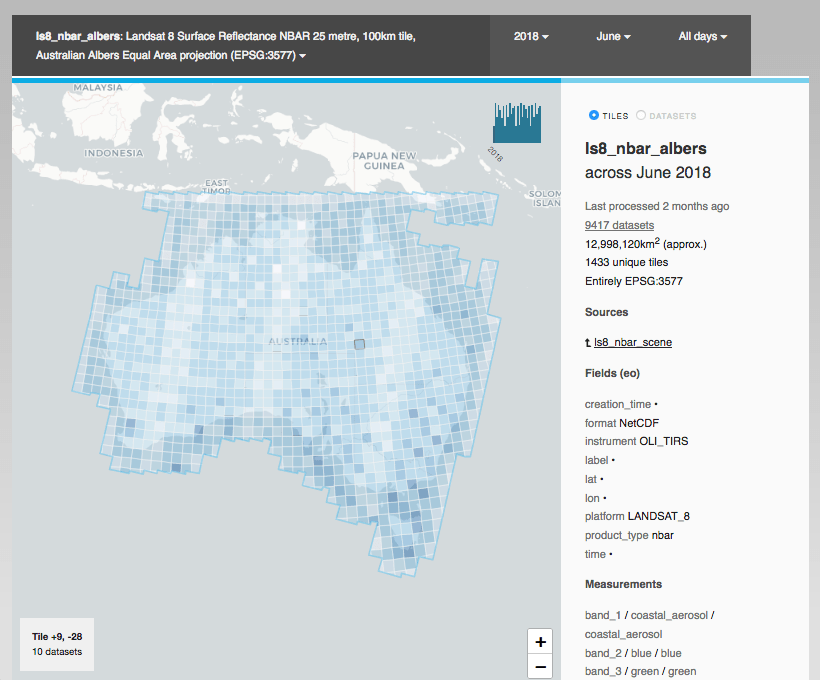 ls8_nbar_albers: Landsat 8 Surface Reflectance NBAR 25 metre, 100km tile,
Australian Albers Equal Area projection (EPSG:3577)
2018
June
All days
MALAYSIA
INDONESIA
PAPUA NEW
GUINEA
EAST
TIMOR
SOLOM
ISLAN
AUSTRALIA
2018
Tile +9, -28
10 datasets
+
−
TILES
DATASETS
ls8_nbar_albers
across June 2018
Last processed 2 months ago
9417 datasets
12,998,120km² (approx.)
1433 unique tiles
Entirely EPSG:3577
Sources
ls8_nbar_scene
Fields (eo)
creation_time •
format NetCDF
instrument OLI_TIRS
label •
lat •
lon •
platform LANDSAT_8
product_type nbar
time •
Measurements
band_1 / coastal_aerosol /
coastal_aerosol
band_2 / blue / blue
band_3 / green / green